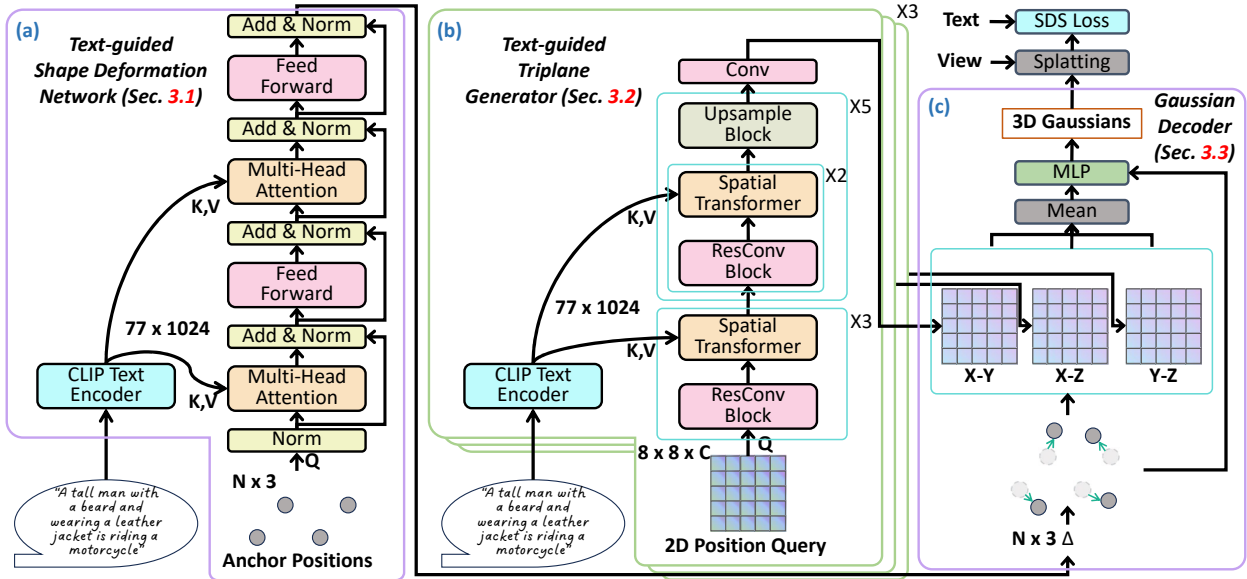 (a)
Text-guided
Shape Deformation
Network (Sec. 3.1)
Add & Norm
Feed
Forward
Add & Norm
Multi-Head
Attention
K,V
Add & Norm
Feed
Forward
77 x 1024
Add & Norm
CLIP Text
Encoder
Multi-Head
Attention
K,V
Norm
Q
N x 3
"A tall man with
a beard and
wearing a leather
jacket is riding a
motorcycle"
Anchor Positions
(b)
Text-guided
Triplane
Generator (Sec. 3.2)
X3
Conv
X5
Upsample
Block
X2
Spatial
Transformer
K,V
ResConv
Block
77 x 1024
X3
Spatial
Transformer
K,V
CLIP Text
Encoder
ResConv
Block
8 x 8 x C
Q
"A tall man with
a beard and
wearing a leather
jacket is riding a
motorcycle"
2D Position Query
Text
SDS Loss
View
Splatting
(c)
Gaussian
Decoder
(Sec. 3.3)
3D Gaussians
MLP
Mean
X-Y
X-Z
Y-Z
N x 3 Δ